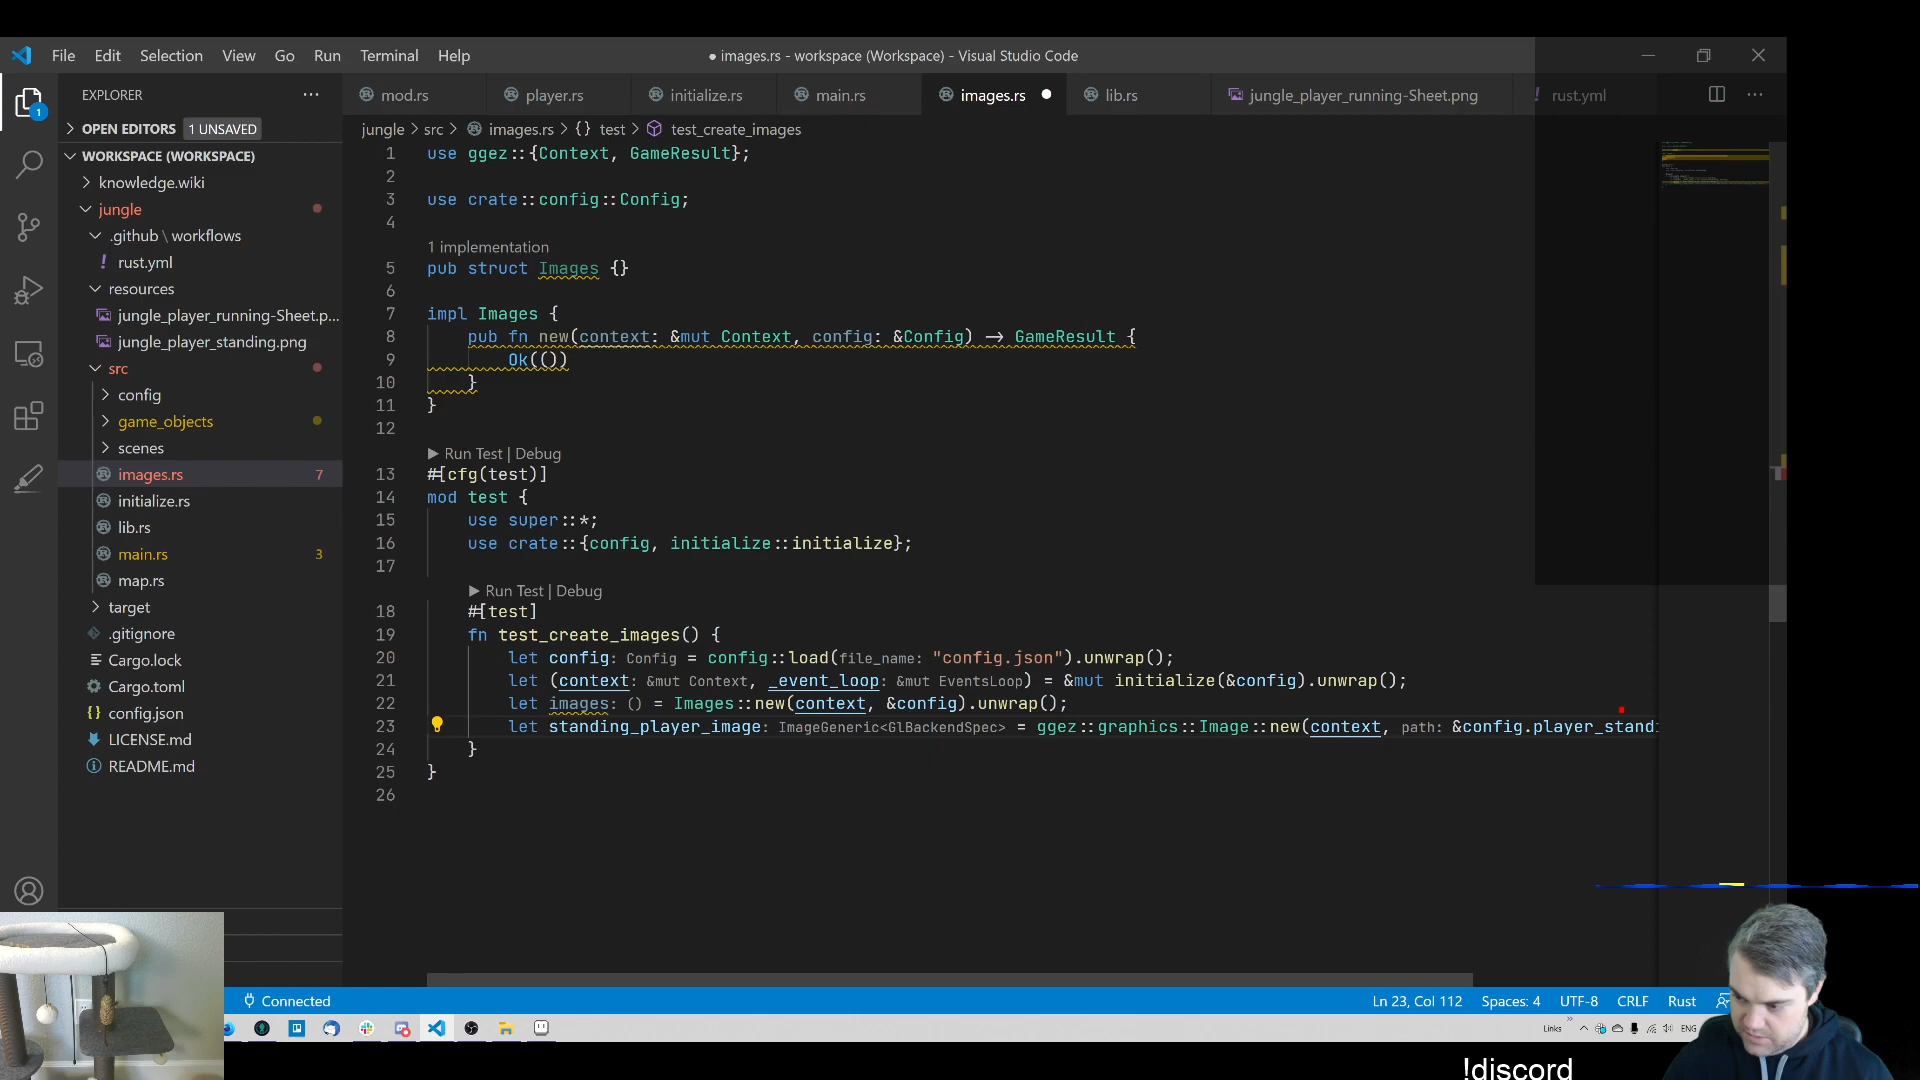 File Edit Selection View Go Run Terminal Help
● images.rs - workspace (Workspace) - Visual Studio Code
EXPLORER
mod.rs player.rs initialize.rs main.rs images.rs ● lib.rs jungle_player_running-Sheet.png ! rust.yml
OPEN EDITORS 1 UNSAVED
WORKSPACE (WORKSPACE)
knowledge.wiki
jungle
.github \ workflows
! rust.yml
resources
jungle_player_running-Sheet.p...
jungle_player_standing.png
src
config
game_objects
scenes
images.rs 7
initialize.rs
lib.rs
main.rs 3
map.rs
target
.gitignore
Cargo.lock
Cargo.toml
config.json
LICENSE.md
README.md
1
jungle > src > images.rs > {} test > test_create_images
1 use ggez::{Context, GameResult};
2
3 use crate::config::Config;
4
1 implementation
5 pub struct Images {}
6
7 impl Images {
8 pub fn new(context: &mut Context, config: &Config) -> GameResult {
9 Ok(())
10 }
11 }
12
▶ Run Test | Debug
13 #[cfg(test)]
14 mod test {
15 use super::*;
16 use crate::{config, initialize::initialize};
17
▶ Run Test | Debug
18 #[test]
19 fn test_create_images() {
20 let config: Config = config::load(file_name: "config.json").unwrap();
21 let (context: &mut Context, _event_loop: &mut EventsLoop) = &mut initialize(&config).unwrap();
22 let images: () = Images::new(context, &config).unwrap();
23 let standing_player_image: ImageGeneric<GlBackendSpec> = ggez::graphics::Image::new(context, path: &config.player_standi
24 }
25 }
26
Connected
Ln 23, Col 112 Spaces: 4 UTF-8 CRLF Rust
Links ENG
!discord